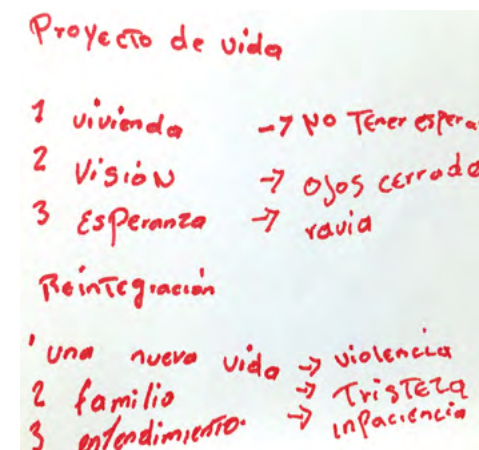 Proyecto de vida
1 vivienda → NO Tener espera
2 Visión → ojos cerrado
3 Esperanza → ravia
Reintegración
1 una nueva vida → violencia
2 familia → TrisTeza
3 entendimiento. → inpaciencia